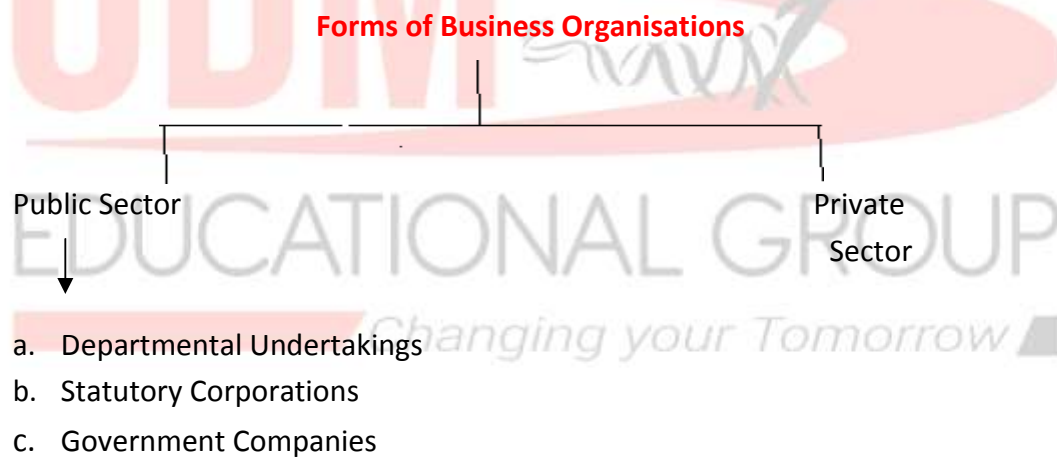 ODM
Forms of Business Organisations
Public Sector
Private
Sector
EDUCATIONAL GROUP
Changing your Tomorrow
a. Departmental Undertakings
b. Statutory Corporations
c. Government Companies